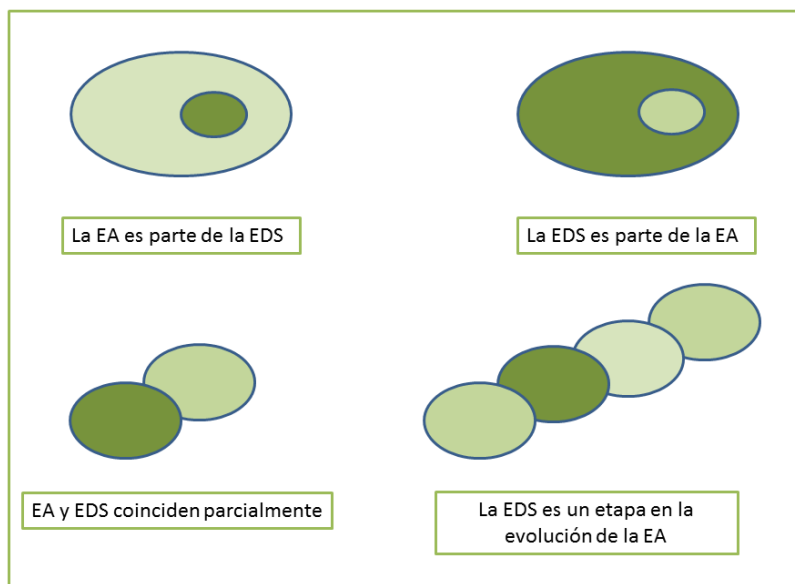 La EA es parte de la EDS
La EDS es parte de la EA
EA y EDS coinciden parcialmente
La EDS es un etapa en la
evolución de la EA